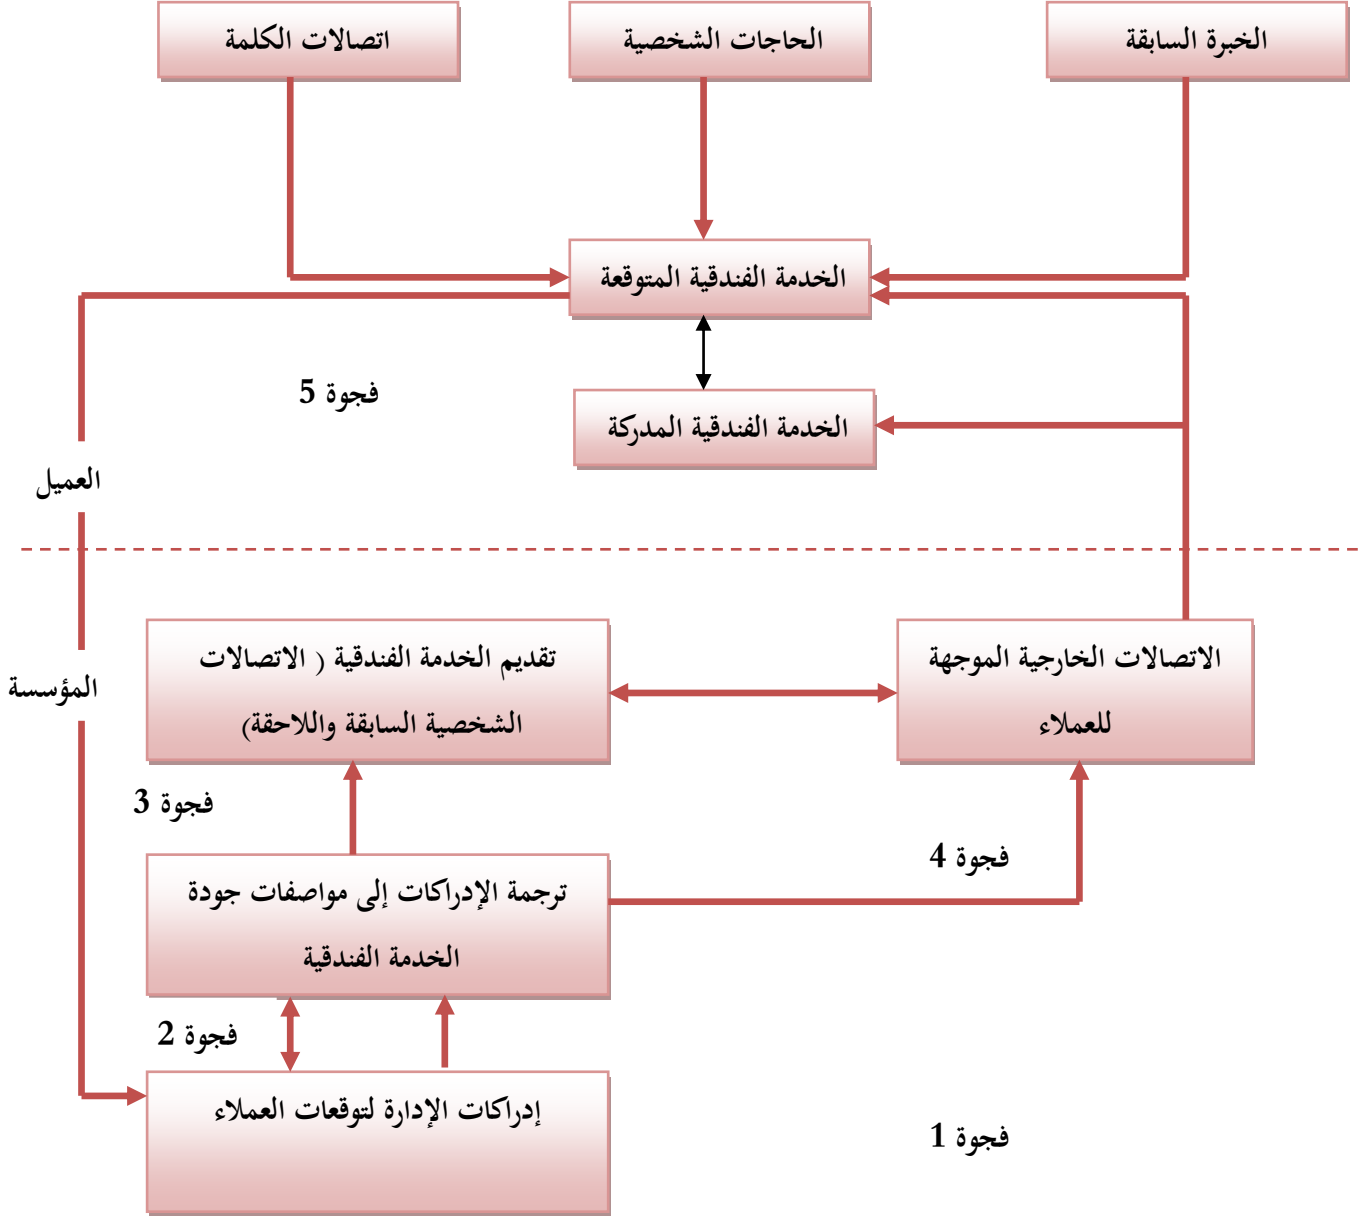 الخبرة السابقة
الحاجات الشخصية
اتصالات الكلمة
الخدمة الفندقية المتوقعة
فجوة 5
الخدمة الفندقية المدركة
العميل
الاتصالات الخارجية الموجهة
للعملاء
تقديم الخدمة الفندقية ( الاتصالات
الشخصية السابقة واللاحقة)
المؤسسة
فجوة 3
فجوة 4
ترجمة الإدراكات إلى مواصفات جودة
الخدمة الفندقية
فجوة 2
إدراكات الإدارة لتوقعات العملاء
فجوة 1